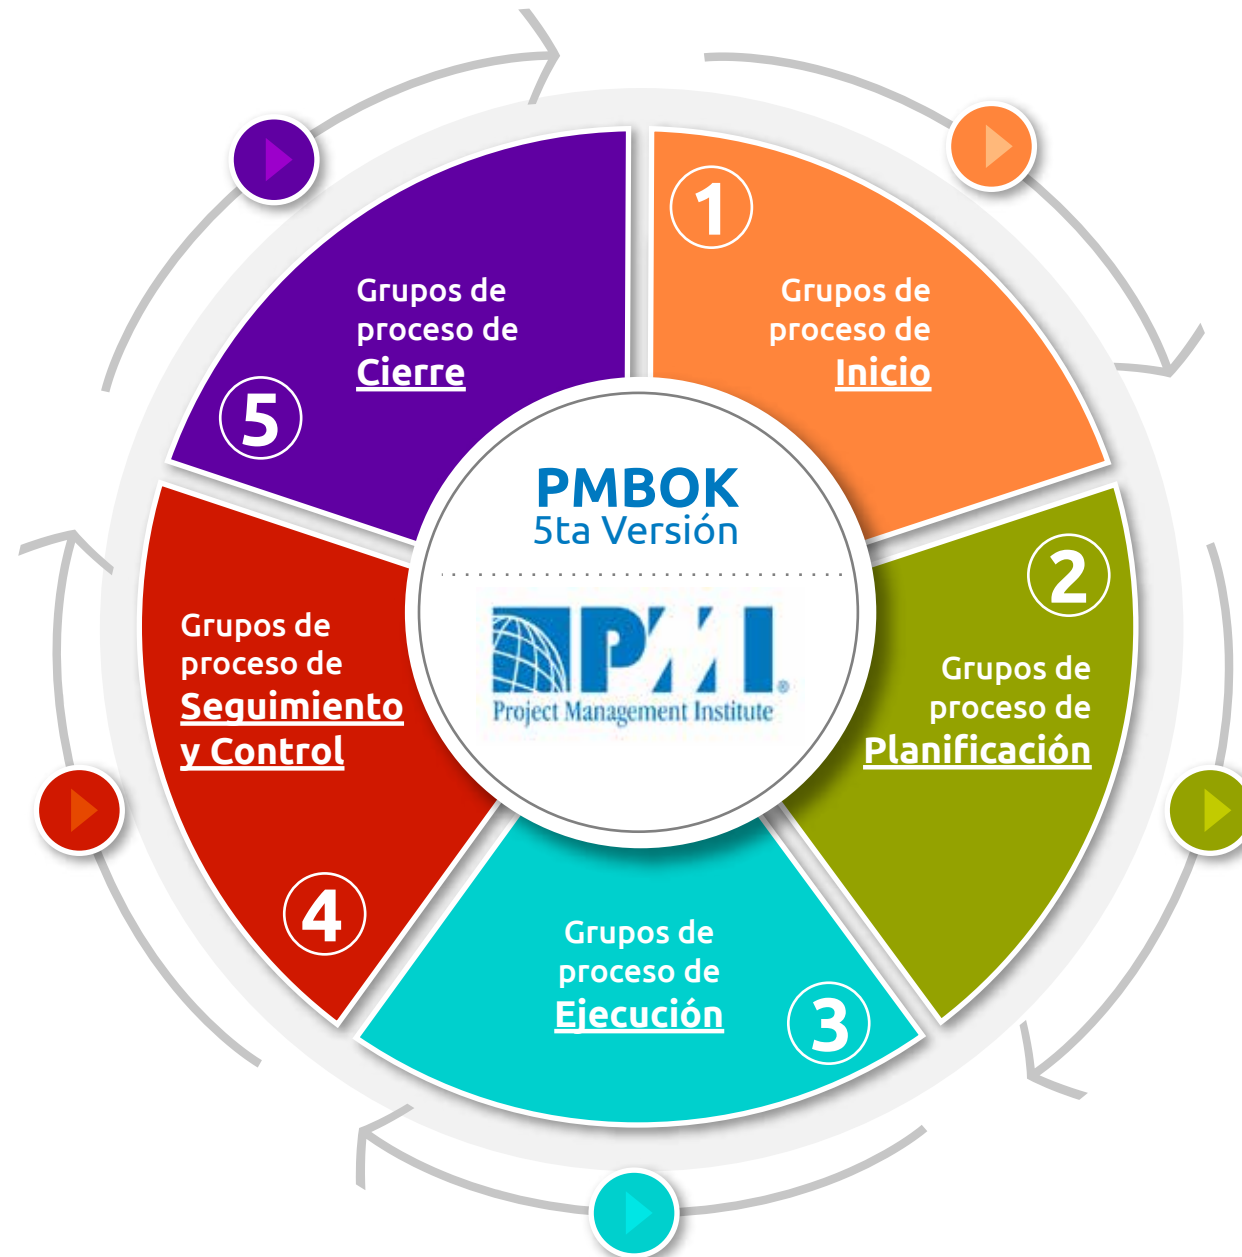 1
Grupos de
proceso de
Inicio
2
Grupos de
proceso de
Planificación
3
Grupos de
proceso de
Ejecución
4
Grupos de
proceso de
Seguimiento
y Control
5
Grupos de
proceso de
Cierre
PMBOK
5ta Versión
PMI®
Project Management Institute